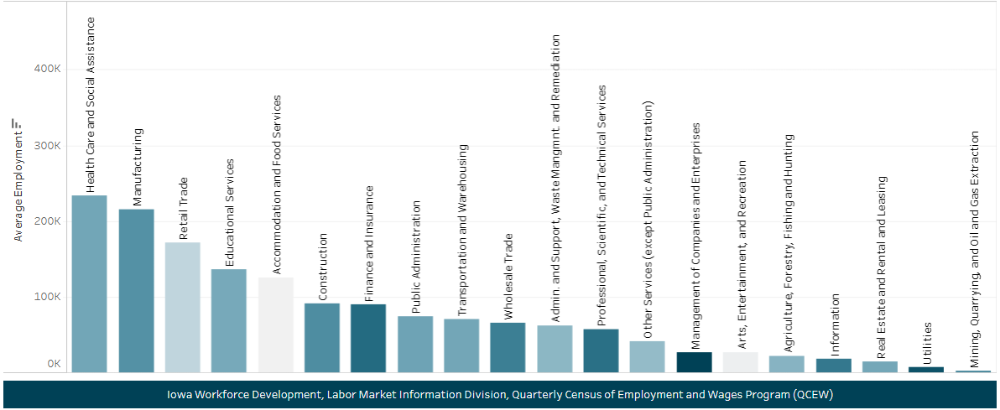 400K
300K
200K
100K
0K
Average Employment
Health Care and Social Assistance
Manufacturing
Retail Trade
Educational Services
Accommodation and Food Services
Construction
Finance and Insurance
Public Administration
Transportation and Warehousing
Wholesale Trade
Admin. and Support, Waste Mangmnt. and Remediation
Professional, Scientific, and Technical Services
Other Services (except Public Administration)
Management of Companies and Enterprises
Arts, Entertainment, and Recreation
Agriculture, Forestry, Fishing and Hunting
Information
Real Estate and Rental and Leasing
Utilities
Mining, Quarrying, and Oil and Gas Extraction
Iowa Workforce Development, Labor Market Information Division, Quarterly Census of Employment and Wages Program (QCEW)